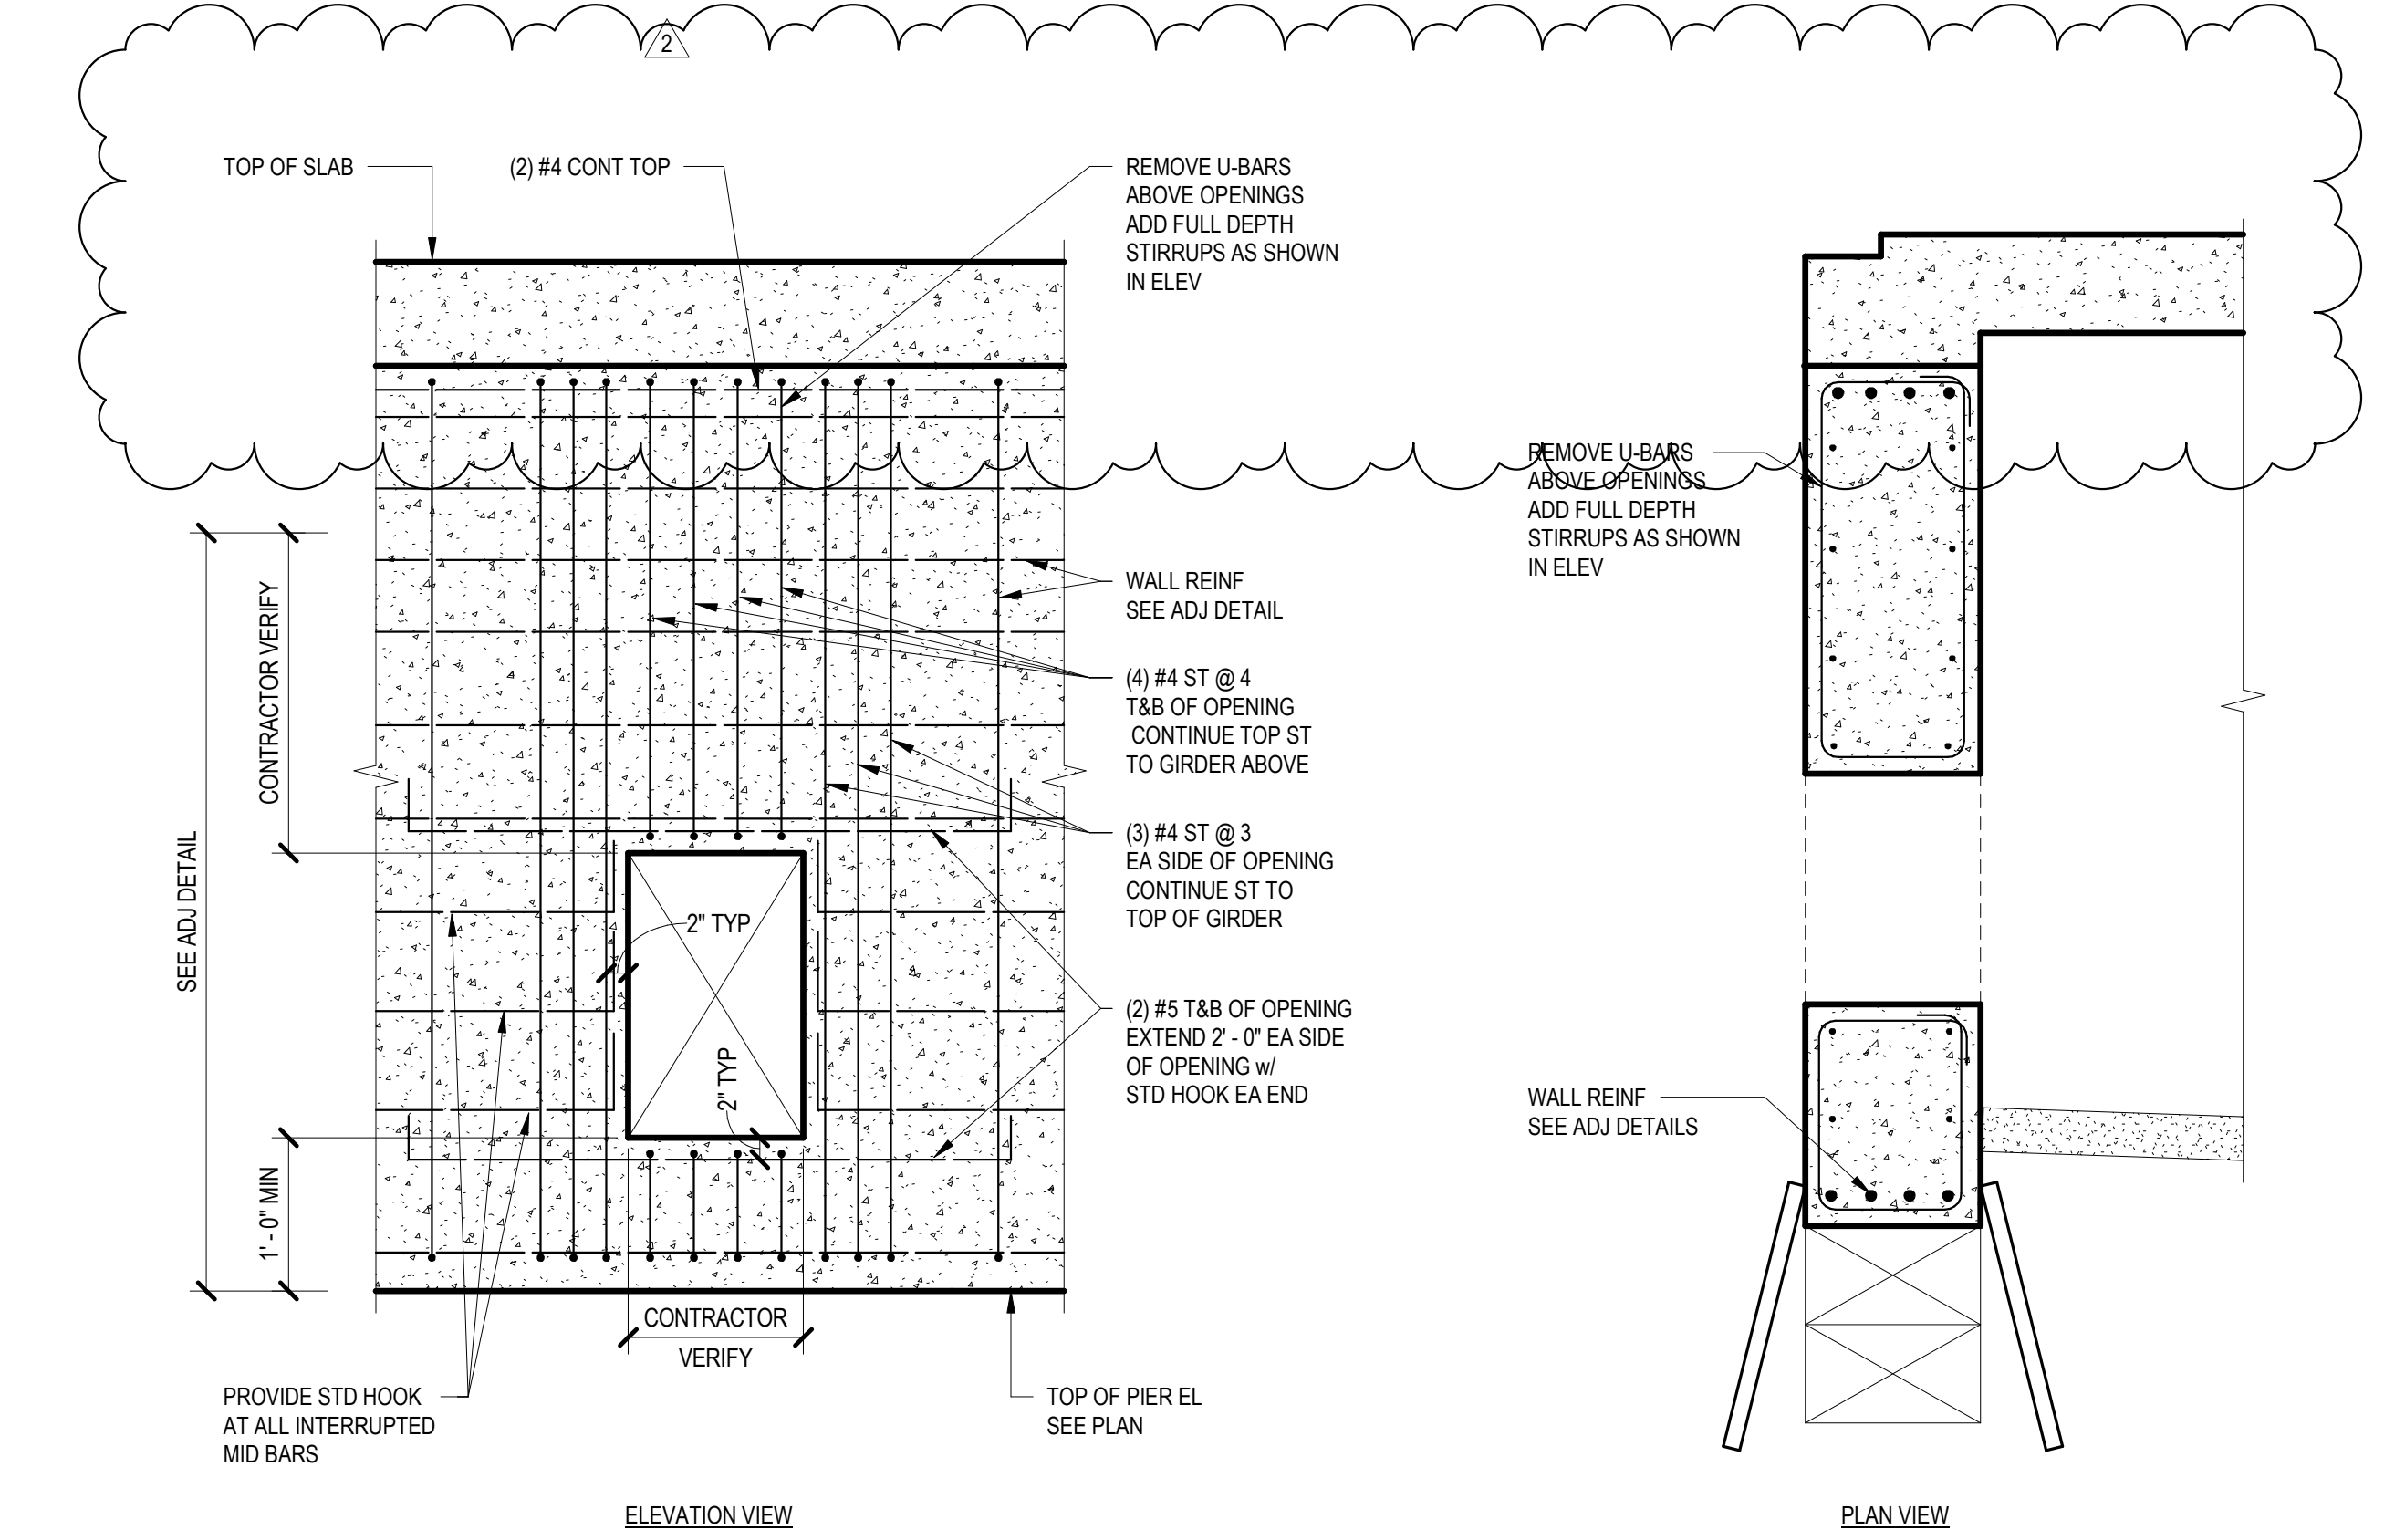 2
TOP OF SLAB
(2) #4 CONT TOP
REMOVE U-BARS
ABOVE OPENINGS
ADD FULL DEPTH
STIRRUPS AS SHOWN
IN ELEV
REMOVE U-BARS
ABOVE OPENINGS
ADD FULL DEPTH
STIRRUPS AS SHOWN
IN ELEV
CONTRACTOR VERIFY
SEE ADJ DETAIL
1' - 0" MIN
WALL REINF
SEE ADJ DETAIL
(4) #4 ST @ 4
T&B OF OPENING
CONTINUE TOP ST
TO GIRDER ABOVE
(3) #4 ST @ 3
EA SIDE OF OPENING
CONTINUE ST TO
TOP OF GIRDER
2" TYP
2" TYP
(2) #5 T&B OF OPENING
EXTEND 2' - 0" EA SIDE
OF OPENING w/
STD HOOK EA END
WALL REINF
SEE ADJ DETAILS
CONTRACTOR
VERIFY
PROVIDE STD HOOK
AT ALL INTERRUPTED
MID BARS
TOP OF PIER EL
SEE PLAN
ELEVATION VIEW
PLAN VIEW